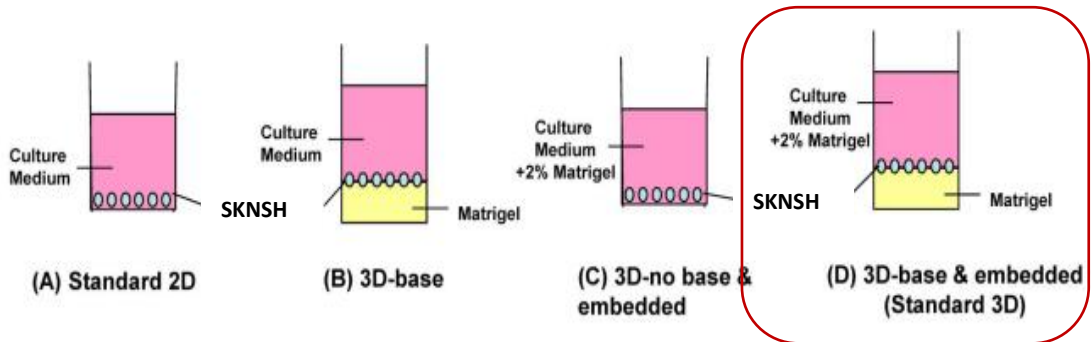 Culture
Medium
SKNSH
(A) Standard 2D
Culture
Medium
Matrigel
(B) 3D-base
Culture
Medium
+2% Matrigel
SKNSH
(C) 3D-no base &
embedded
Culture
Medium
+2% Matrigel
Matrigel
(D) 3D-base & embedded
(Standard 3D)